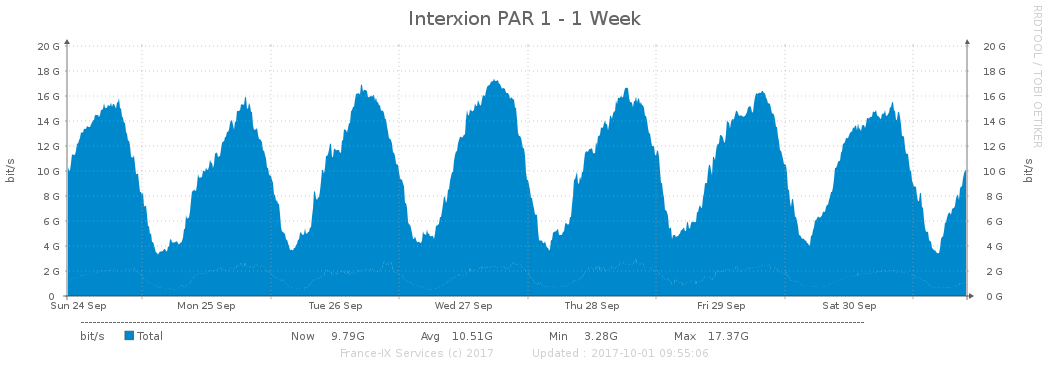 Interxion PAR 1 - 1 Week
RRDTOOL / TOBI OETIKER
20 G 20 G
18 G 18 G
16 G 16 G
14 G 14 G
12 G 12 G
10 G 10 G
8 G 8 G
6 G 6 G
4 G 4 G
2 G 2 G
0 0 G
bit/s bit/s
Sun 24 Sep Mon 25 Sep Tue 26 Sep Wed 27 Sep Thu 28 Sep Fri 29 Sep Sat 30 Sep
bit/s Total Now 9.79G Avg 10.51G Min 3.28G Max 17.37G
France-IX Services (c) 2017 Updated : 2017-10-01 09:55:06